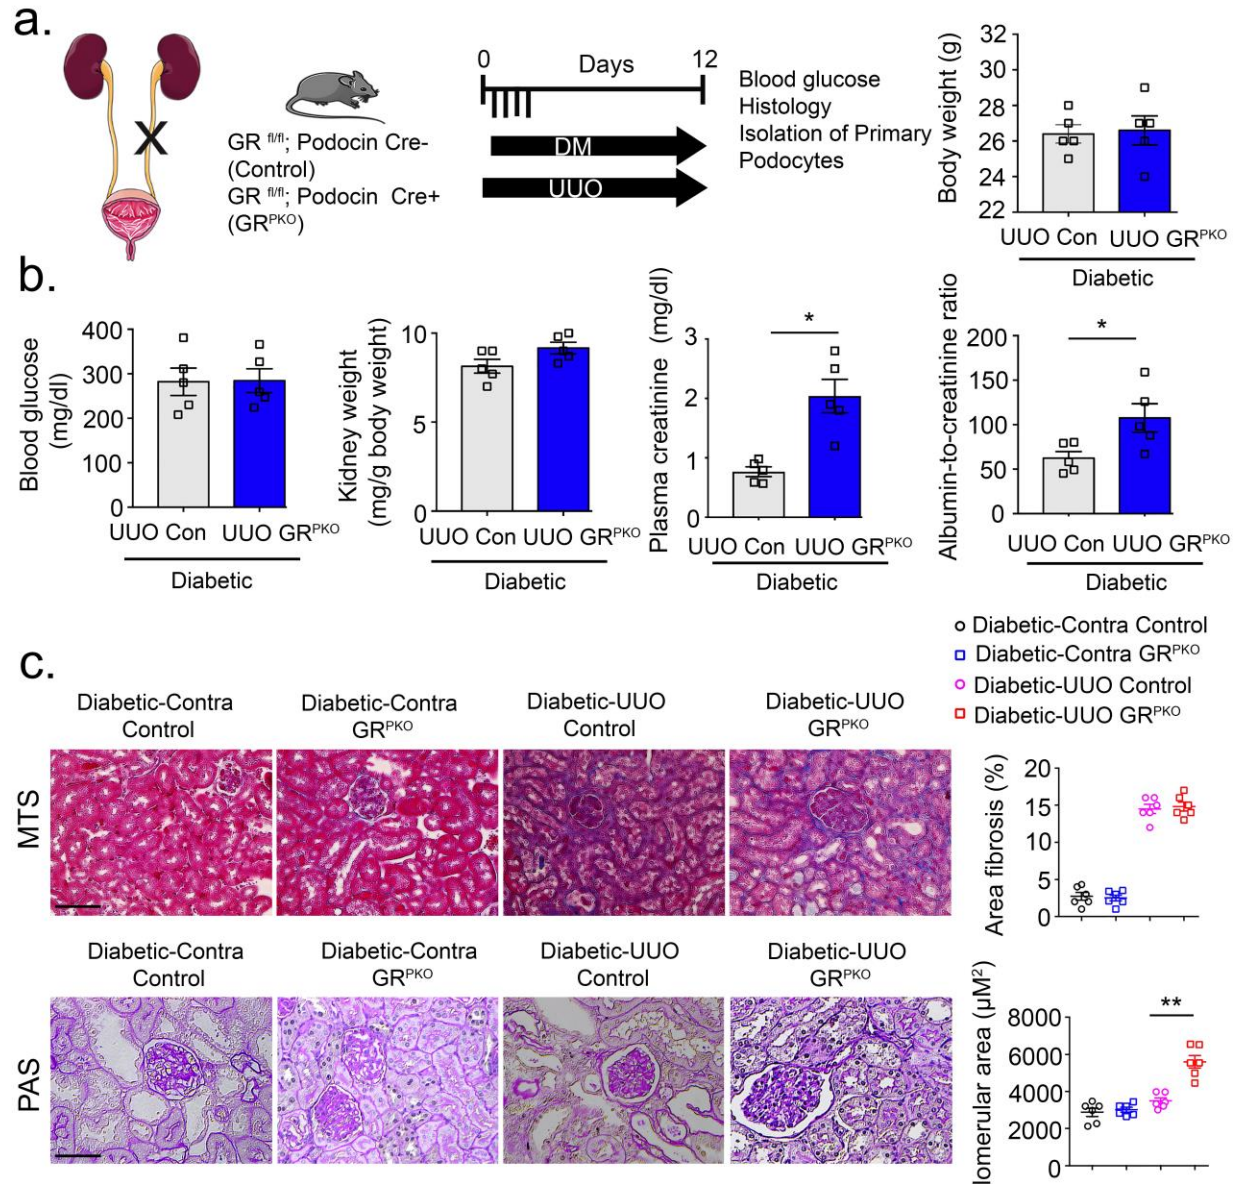 a.
GR fl/fl; Podocin Cre-
(Control)
GR fl/fl; Podocin Cre+
(GRPKO)
0 Days 12
DM
UUO
Blood glucose
Histology
Isolation of Primary
Podocytes
Body weight (g)
32
30
28
26
24
22
UUO Con UUO GRPKO
Diabetic
b.
Blood glucose
(mg/dl)
400
300
200
100
0
UUO Con UUO GRPKO
Diabetic
Kidney weight
(mg/g body weight)
10
5
0
UUO Con UUO GRPKO
Diabetic
Plasma creatinine (mg/dl)
3
2
1
0
*
UUO Con UUO GRPKO
Diabetic
Albumin-to-creatinine ratio
200
150
100
50
0
*
UUO Con UUO GRPKO
Diabetic
c.
Diabetic-Contra Control
Diabetic-Contra GRPKO
Diabetic-UUO Control
Diabetic-UUO GRPKO
Diabetic-Contra
Control
Diabetic-Contra
GRPKO
Diabetic-UUO
Control
Diabetic-UUO
GRPKO
MTS
Area fibrosis (%)
20
15
10
5
0
Diabetic-Contra
Control
Diabetic-Contra
GRPKO
Diabetic-UUO
Control
Diabetic-UUO
GRPKO
PAS
lomerular area (µM²)
8000
6000
4000
2000
0
**